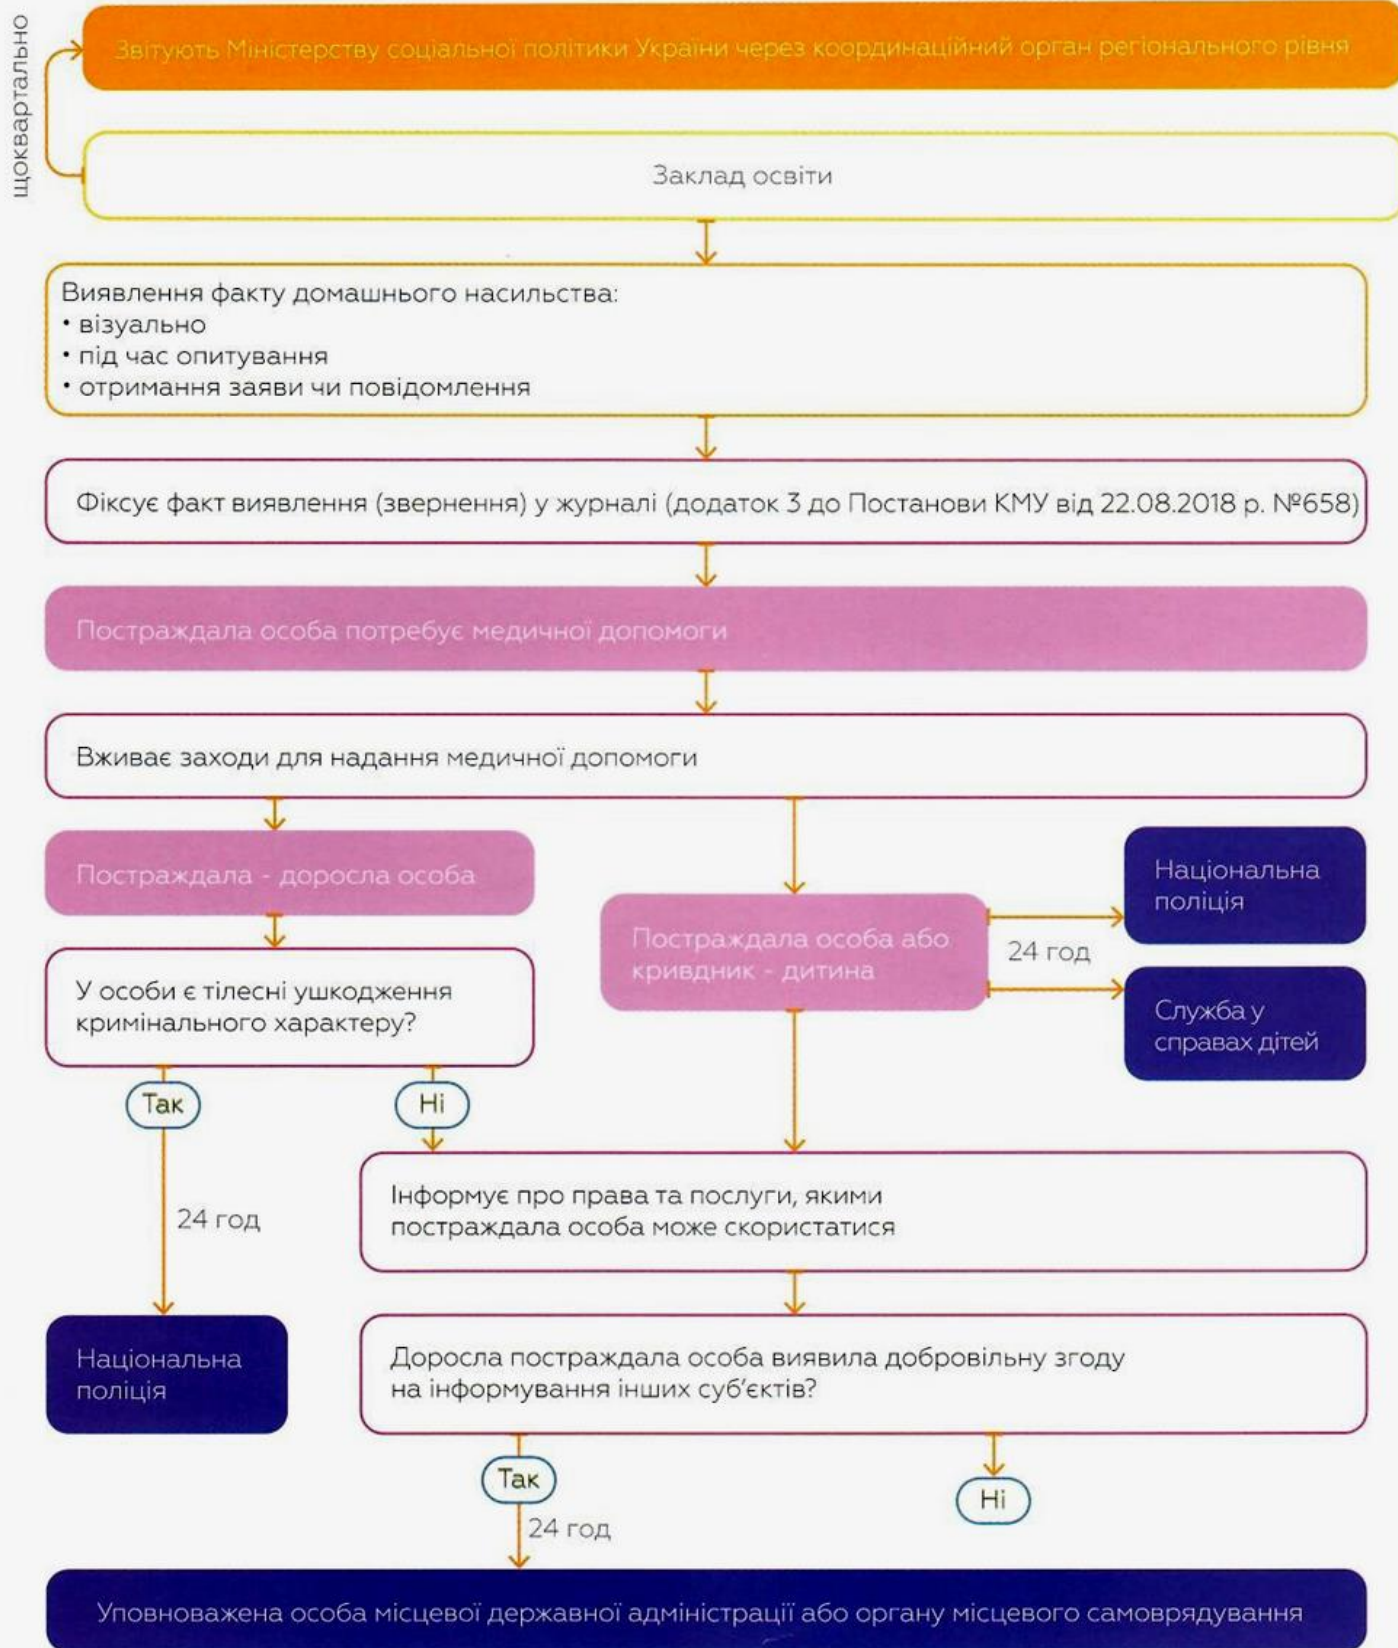 щоквартально
Звітують Міністерству соціальної політики України через координаційний орган регіонального рівня
Заклад освіти
Виявлення факту домашнього насильства:
• візуально
• під час опитування
• отримання заяви чи повідомлення
Фіксує факт виявлення (звернення) у журналі (додаток 3 до Постанови КМУ від 22.08.2018 р. №658)
Постраждала особа потребує медичної допомоги
Вживає заходи для надання медичної допомоги
Постраждала - доросла особа
У особи є тілесні ушкодження
кримінального характеру?
Постраждала особа або
кривдник - дитина
24 год
Національна
поліція
Служба у
справах дітей
Так
Ні
24 год
Національна
поліція
Інформує про права та послуги, якими
постраждала особа може скористатися
Доросла постраждала особа виявила добровільну згоду
на інформування інших суб’єктів?
Так
Ні
24 год
Уповноважена особа місцевої державної адміністрації або органу місцевого самоврядування